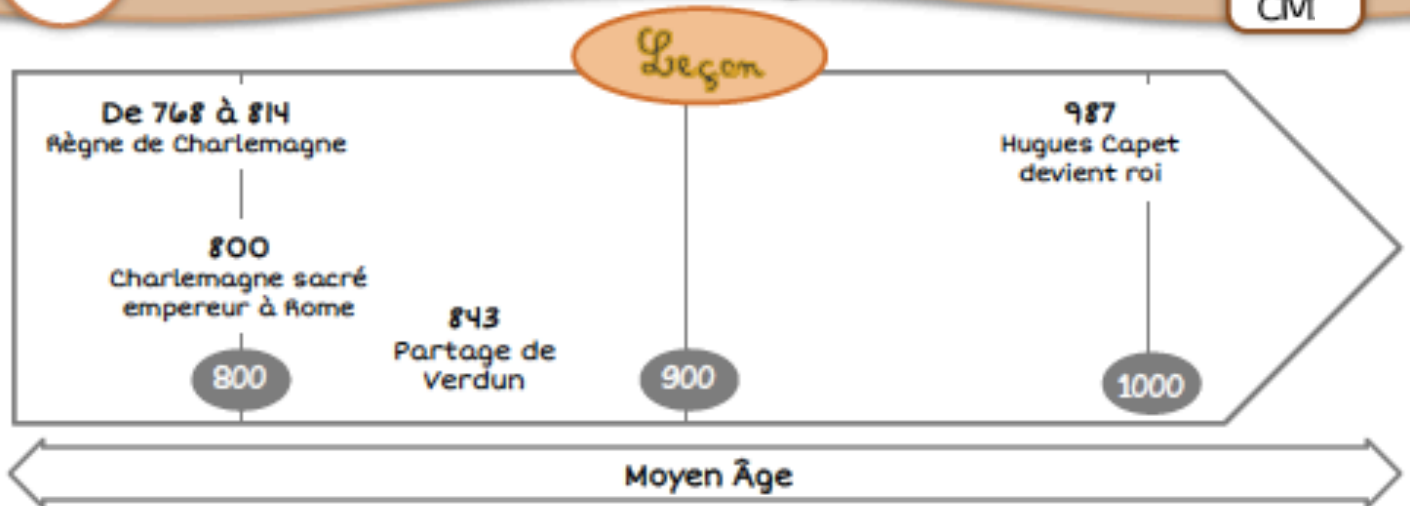 CM
Leçon
De 768 à 814
Règne de Charlemagne
987
Hugues Capet
devient roi
800
Charlemagne sacré
empereur à Rome
843
Partage de
Verdun
800
900
1000
Moyen Âge